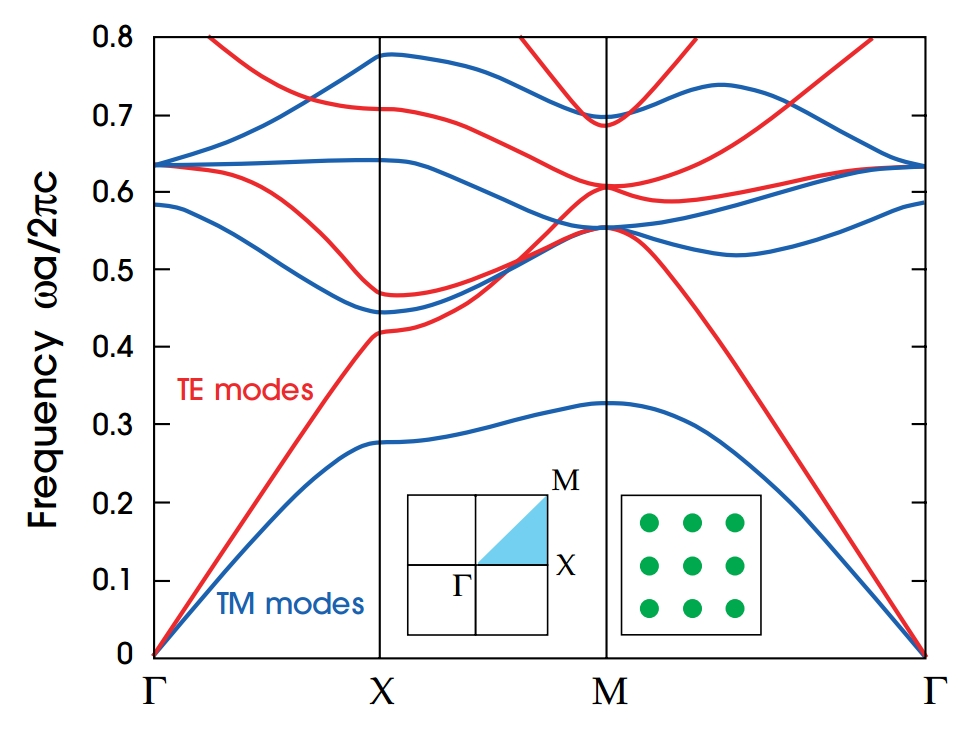 0.8
0.7
0.6
0.5
0.4
0.3
0.2
0.1
0
Frequency ωa/2πc
TE modes
TM modes
M
X
Γ
Γ
X
M
Γ